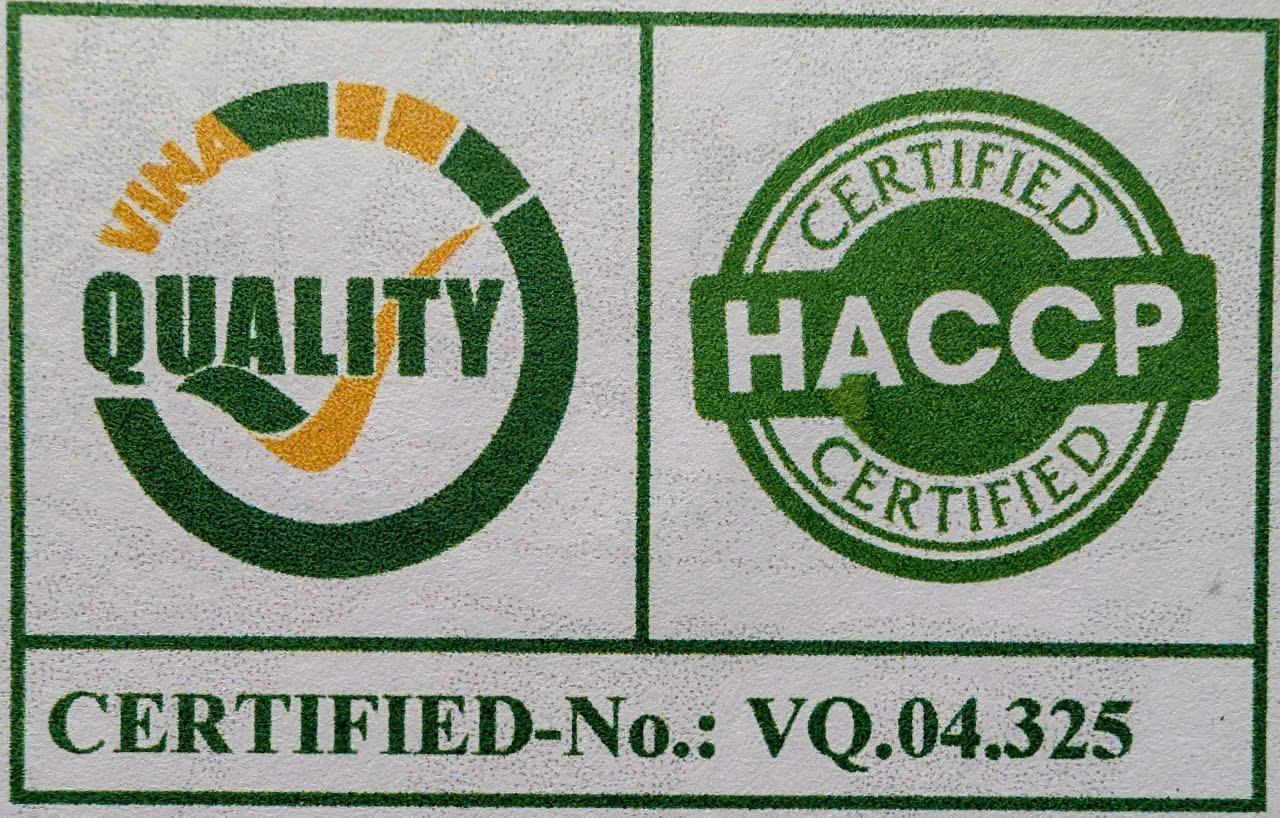 VINA
QUALITY
CERTIFIED
HACCP
CERTIFIED
CERTIFIED-No.: VQ.04.325